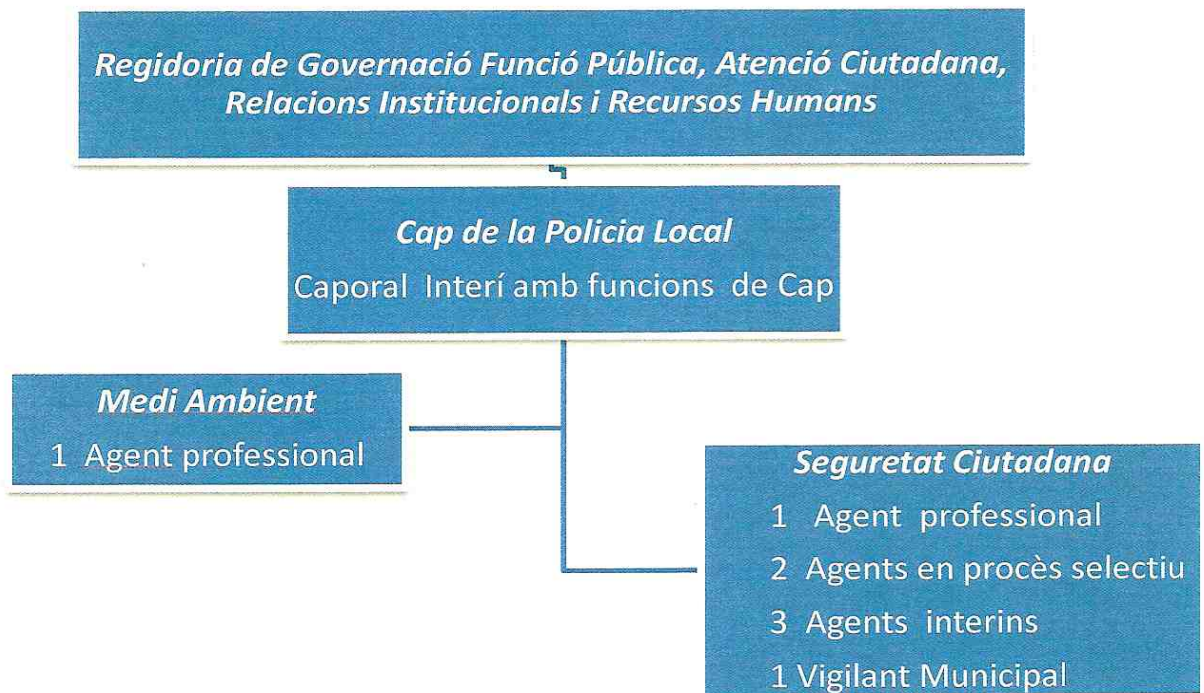 Regidoria de Governació Funció Pública, Atenció Ciutadana,
Relacions Institucionals i Recursos Humans
Cap de la Policia Local
Caporal Interí amb funcions de Cap
Medi Ambient
1 Agent professional
Seguretat Ciutadana
1 Agent professional
2 Agents en procès selectiu
3 Agents interins
1 Vigilant Municipal